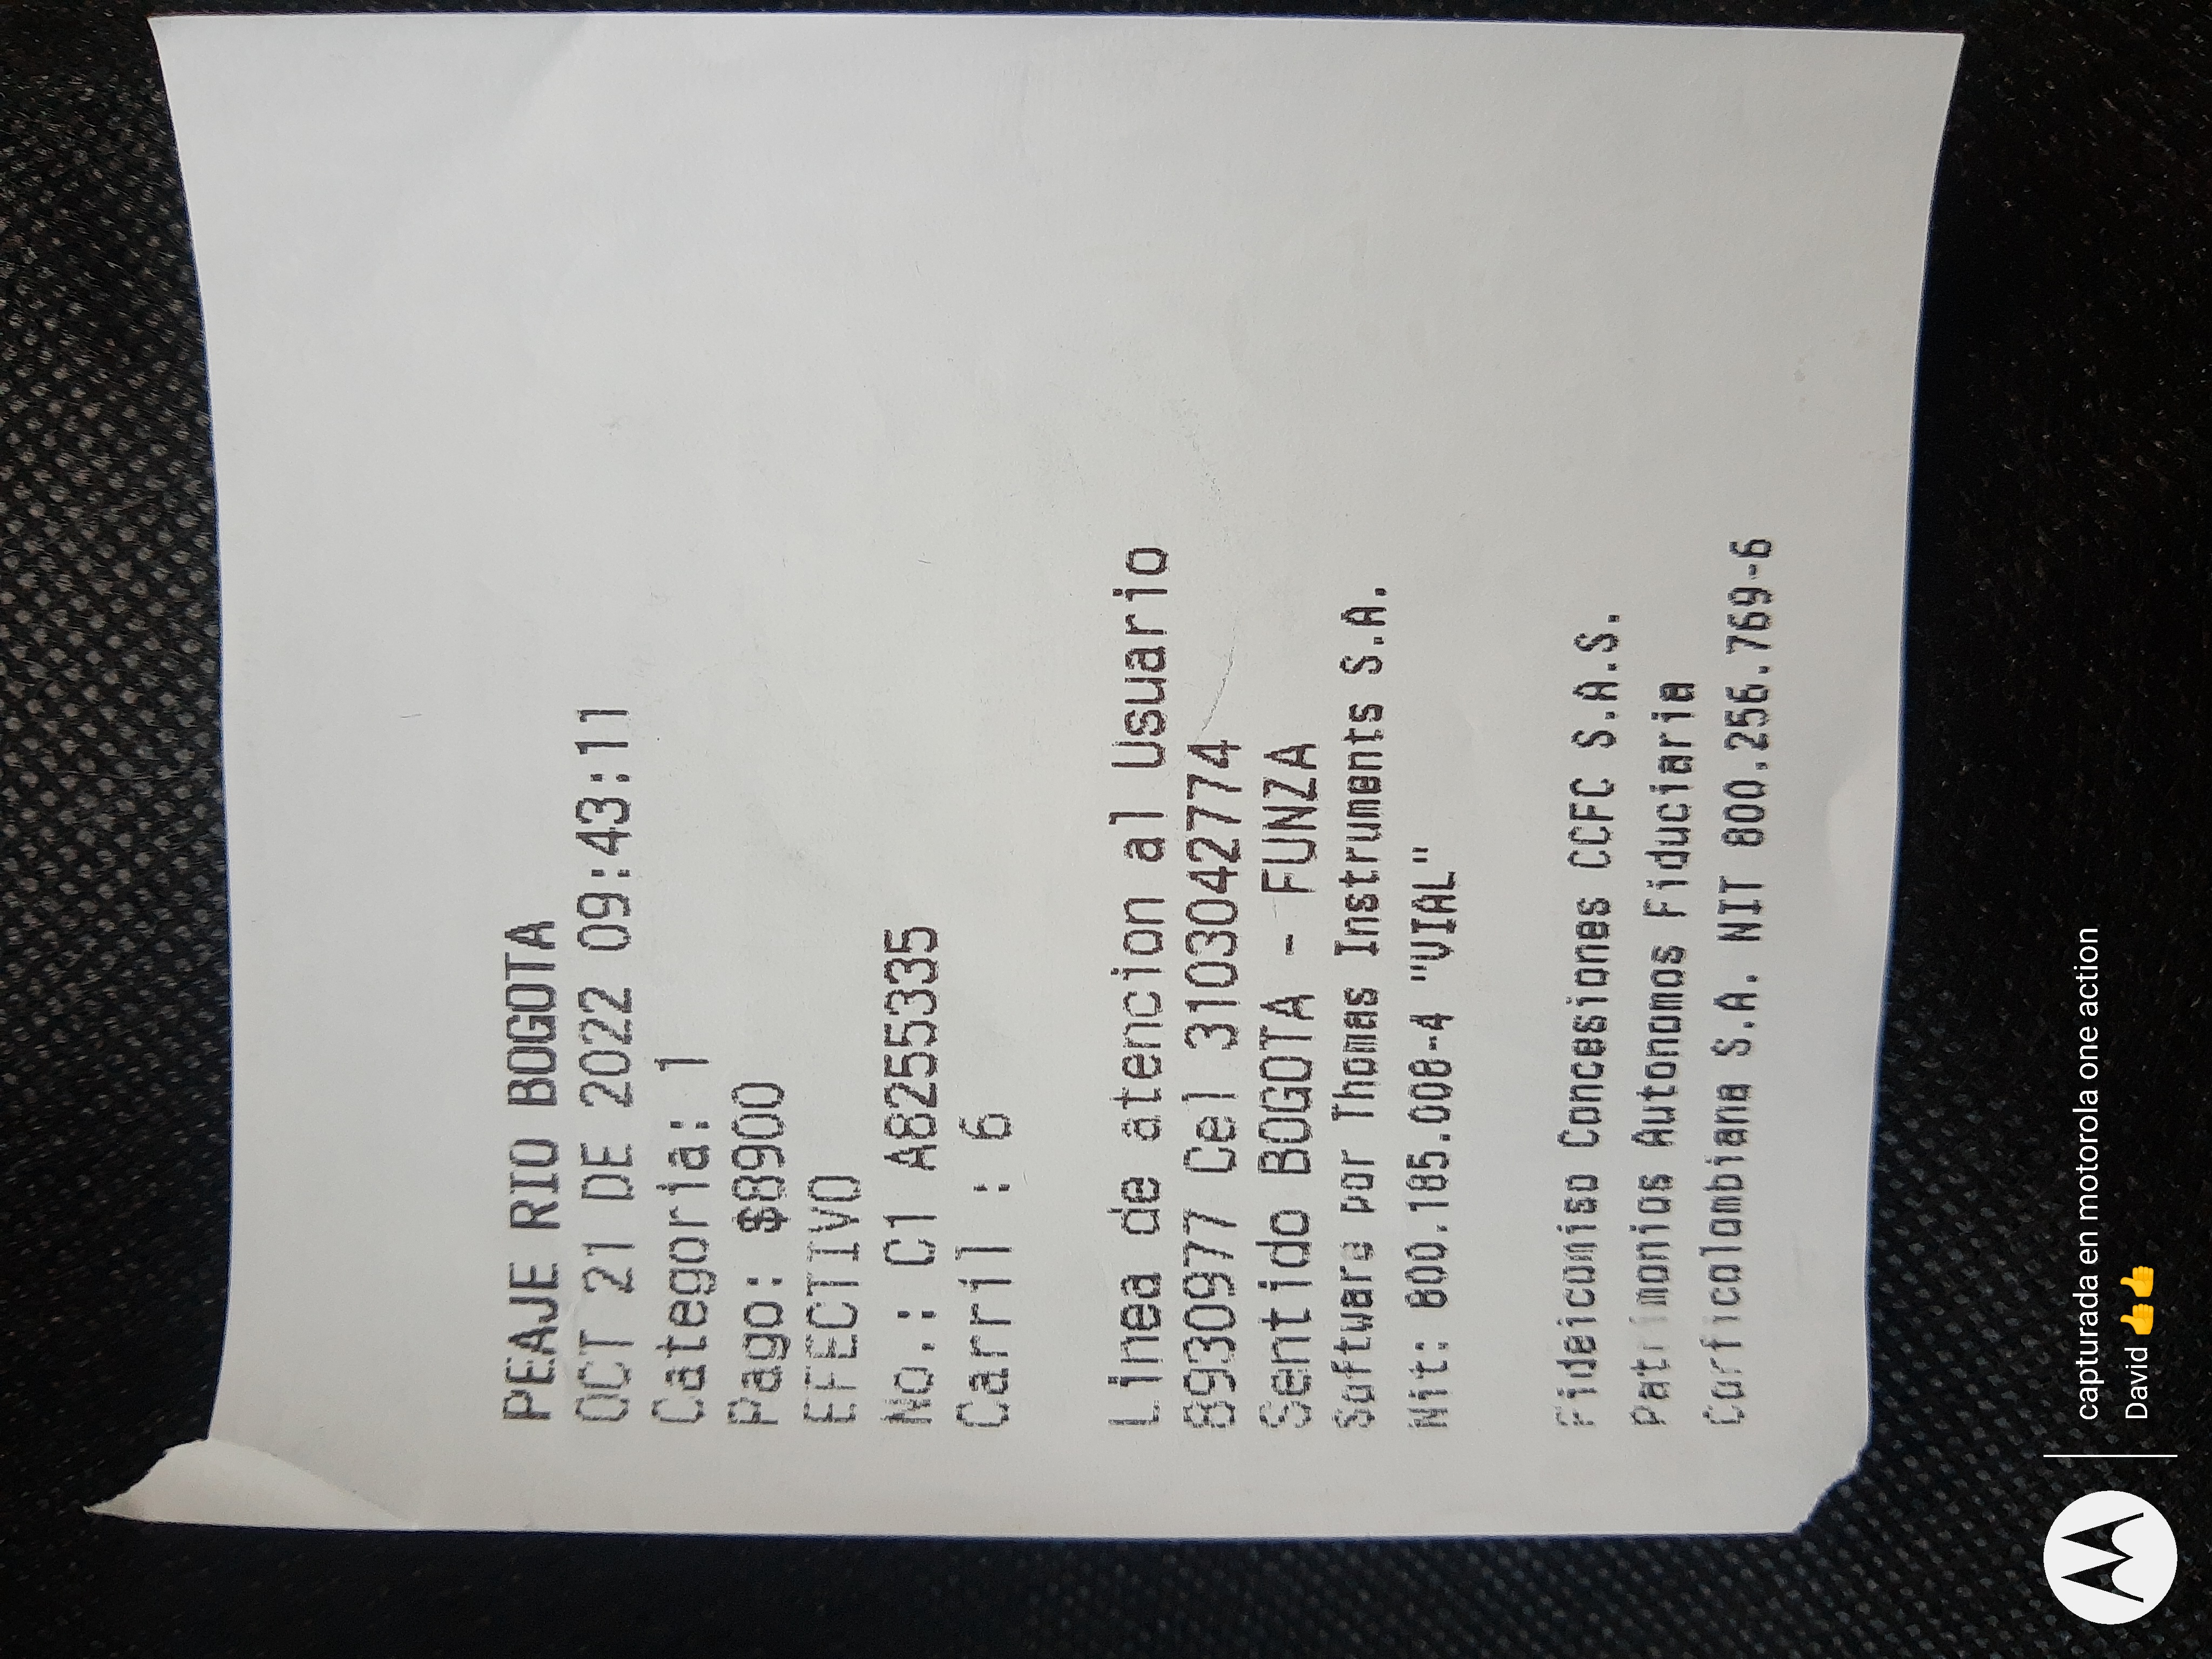 PEAJE RIO BOGOTA
OCT 21 DE 2022 09:43:11
Categoria: 1
Pago: $8900
EFECTIVO
No.: C1 A8255335
Carril : 6
Linea de atencion al Usuario
8930977 Cel 3103042774
Sentido BOGOTA - FUNZA
Software por Thomas Instruments S.A.
Nit: 800.185.008-4 "VIAL"
Fideicomiso Concesiones CCFC S.A.S.
Patrimonios Autonomos Fiduciaria
Corficolombiana S.A. NIT 800.256.769-6
capturada en motorola one action
David 👍👍